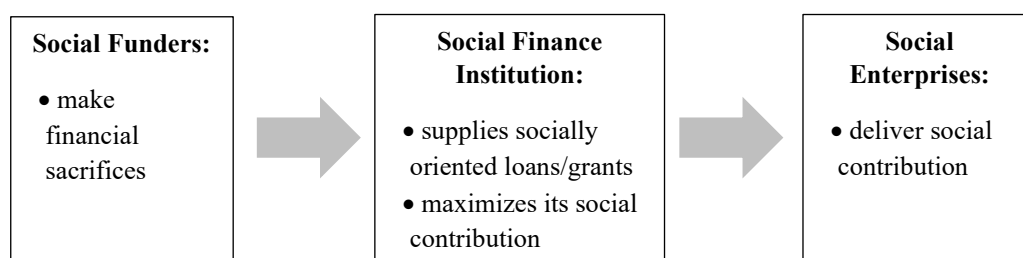 Social Funders:
• make
financial
sacrifices
Social Finance
Institution:
• supplies socially
oriented loans/grants
• maximizes its social
contribution
Social
Enterprises:
• deliver social
contribution